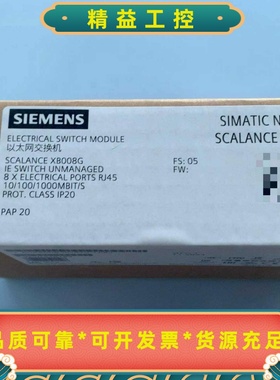 精益工控
SIEMENS
ELECTRICAL SWITCH MODULE
以太网交换机
SCALANCE XB008G
IE SWITCH UNMANAGED
8 X ELECTRICAL PORTS RJ45
10/100/1000MBIT/S
PROT. CLASS IP20
PAP 20
FS: 05
FW:
SIMATIC N
SCALANCE
品质可靠*可开发票*货源充足